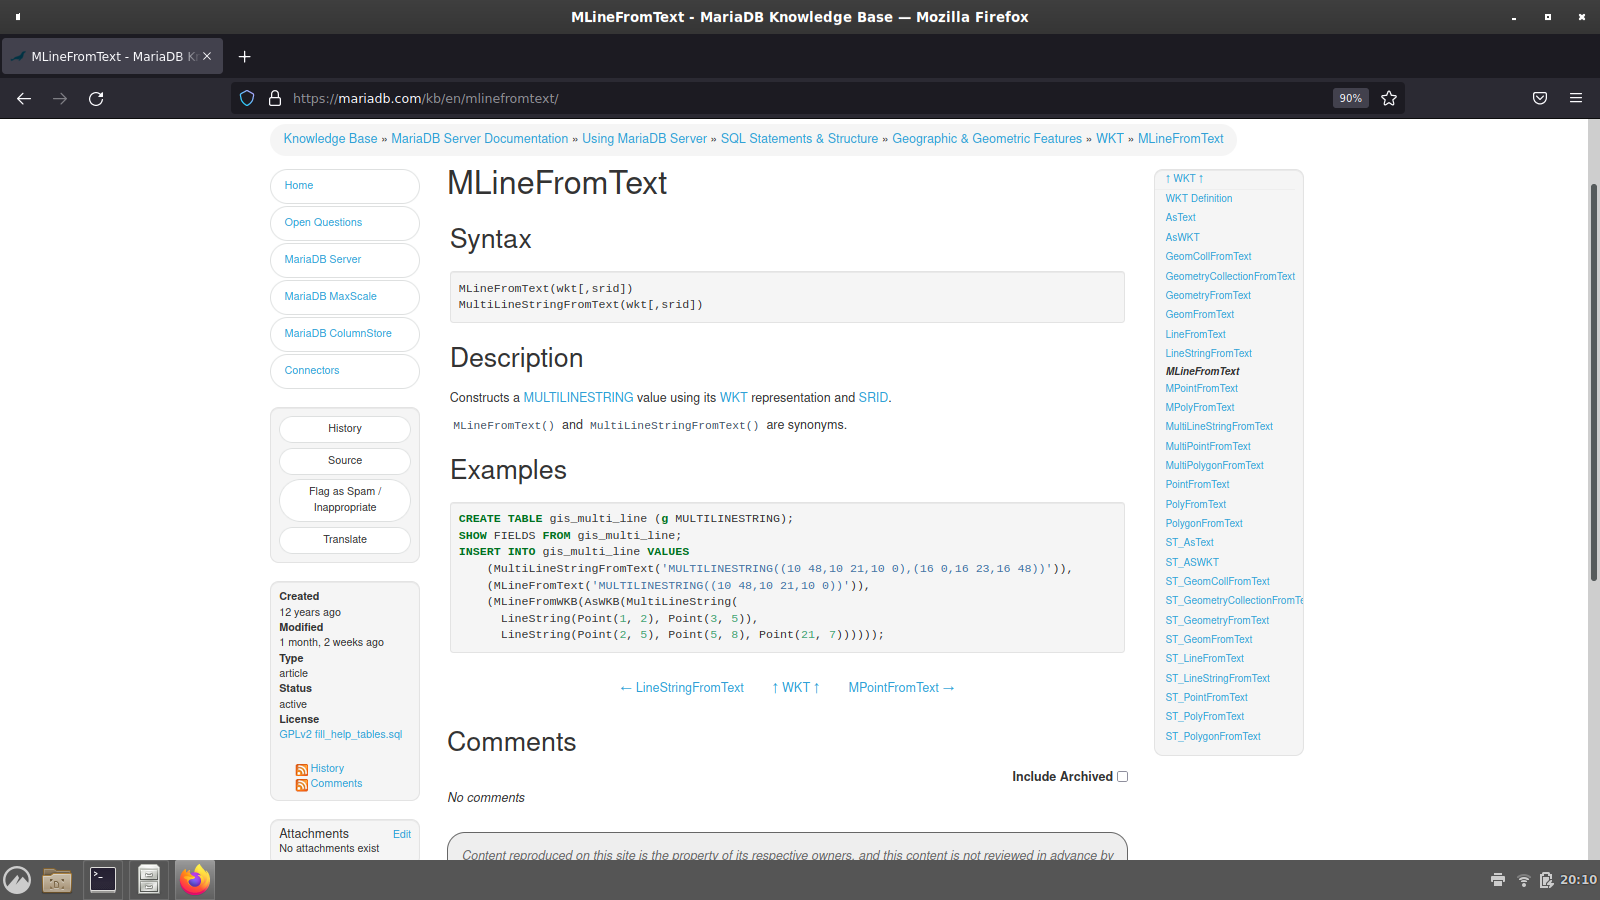 MLineFromText - MariaDB Knowledge Base — Mozilla Firefox
MLineFromText - MariaDB
https://mariadb.com/kb/en/mlinefromtext/
90%
Knowledge Base » MariaDB Server Documentation » Using MariaDB Server » SQL Statements & Structure » Geographic & Geometric Features » WKT » MLineFromText
Home
Open Questions
MariaDB Server
MariaDB MaxScale
MariaDB ColumnStore
Connectors
History
Source
Flag as Spam /
Inappropriate
Translate
Created
12 years ago
Modified
1 month, 2 weeks ago
Type
article
Status
active
License
GPLv2 fill_help_tables.sql
History
Comments
Attachments
Edit
No attachments exist
MLineFromText
Syntax
MLineFromText(wkt[,srid])
MultiLineStringFromText(wkt[,srid])
Description
Constructs a MULTILINESTRING value using its WKT representation and SRID.
MLineFromText() and MultiLineStringFromText() are synonyms.
Examples
CREATE TABLE gis_multi_line (g MULTILINESTRING);
SHOW FIELDS FROM gis_multi_line;
INSERT INTO gis_multi_line VALUES
(MultiLineStringFromText('MULTILINESTRING((10 48,10 21,10 0),(16 0,16 23,16 48))')),
(MLineFromText('MULTILINESTRING((10 48,10 21,10 0))')),
(MLineFromWKB(AsWKB(MultiLineString(
LineString(Point(1, 2), Point(3, 5)),
LineString(Point(2, 5), Point(5, 8), Point(21, 7))))));
← LineStringFromText
↑ WKT ↑
MPointFromText →
Comments
Include Archived
No comments
Content reproduced on this site is the property of its respective owners, and this content is not reviewed in advance by
↑ WKT ↑
WKT Definition
AsText
AsWKT
GeomCollFromText
GeometryCollectionFromText
GeometryFromText
GeomFromText
LineFromText
LineStringFromText
MLineFromText
MPointFromText
MPolyFromText
MultiLineStringFromText
MultiPointFromText
MultiPolygonFromText
PointFromText
PolyFromText
PolygonFromText
ST_AsText
ST_ASWKT
ST_GeomCollFromText
ST_GeometryCollectionFromTe
ST_GeometryFromText
ST_GeomFromText
ST_LineFromText
ST_LineStringFromText
ST_PointFromText
ST_PolyFromText
ST_PolygonFromText
20:10